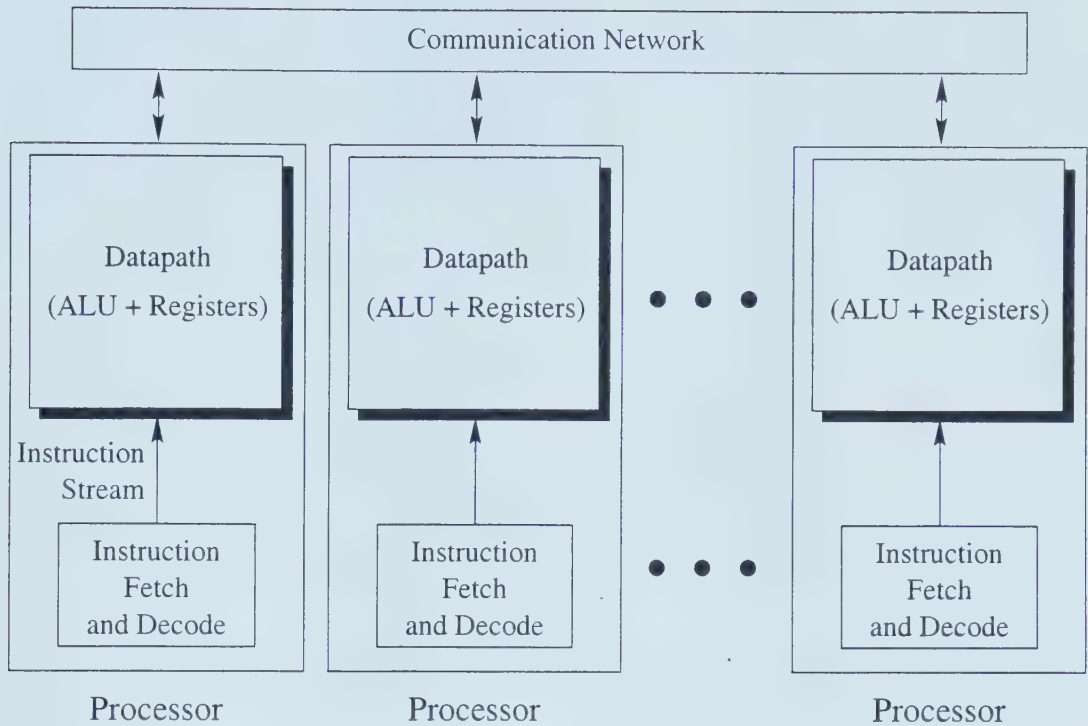 Communication Network
Datapath
(ALU + Registers)
Datapath
(ALU + Registers)
Datapath
(ALU + Registers)
Instruction
Stream
Instruction
Fetch
and Decode
Instruction
Fetch
and Decode
Instruction
Fetch
and Decode
Processor
Processor
Processor